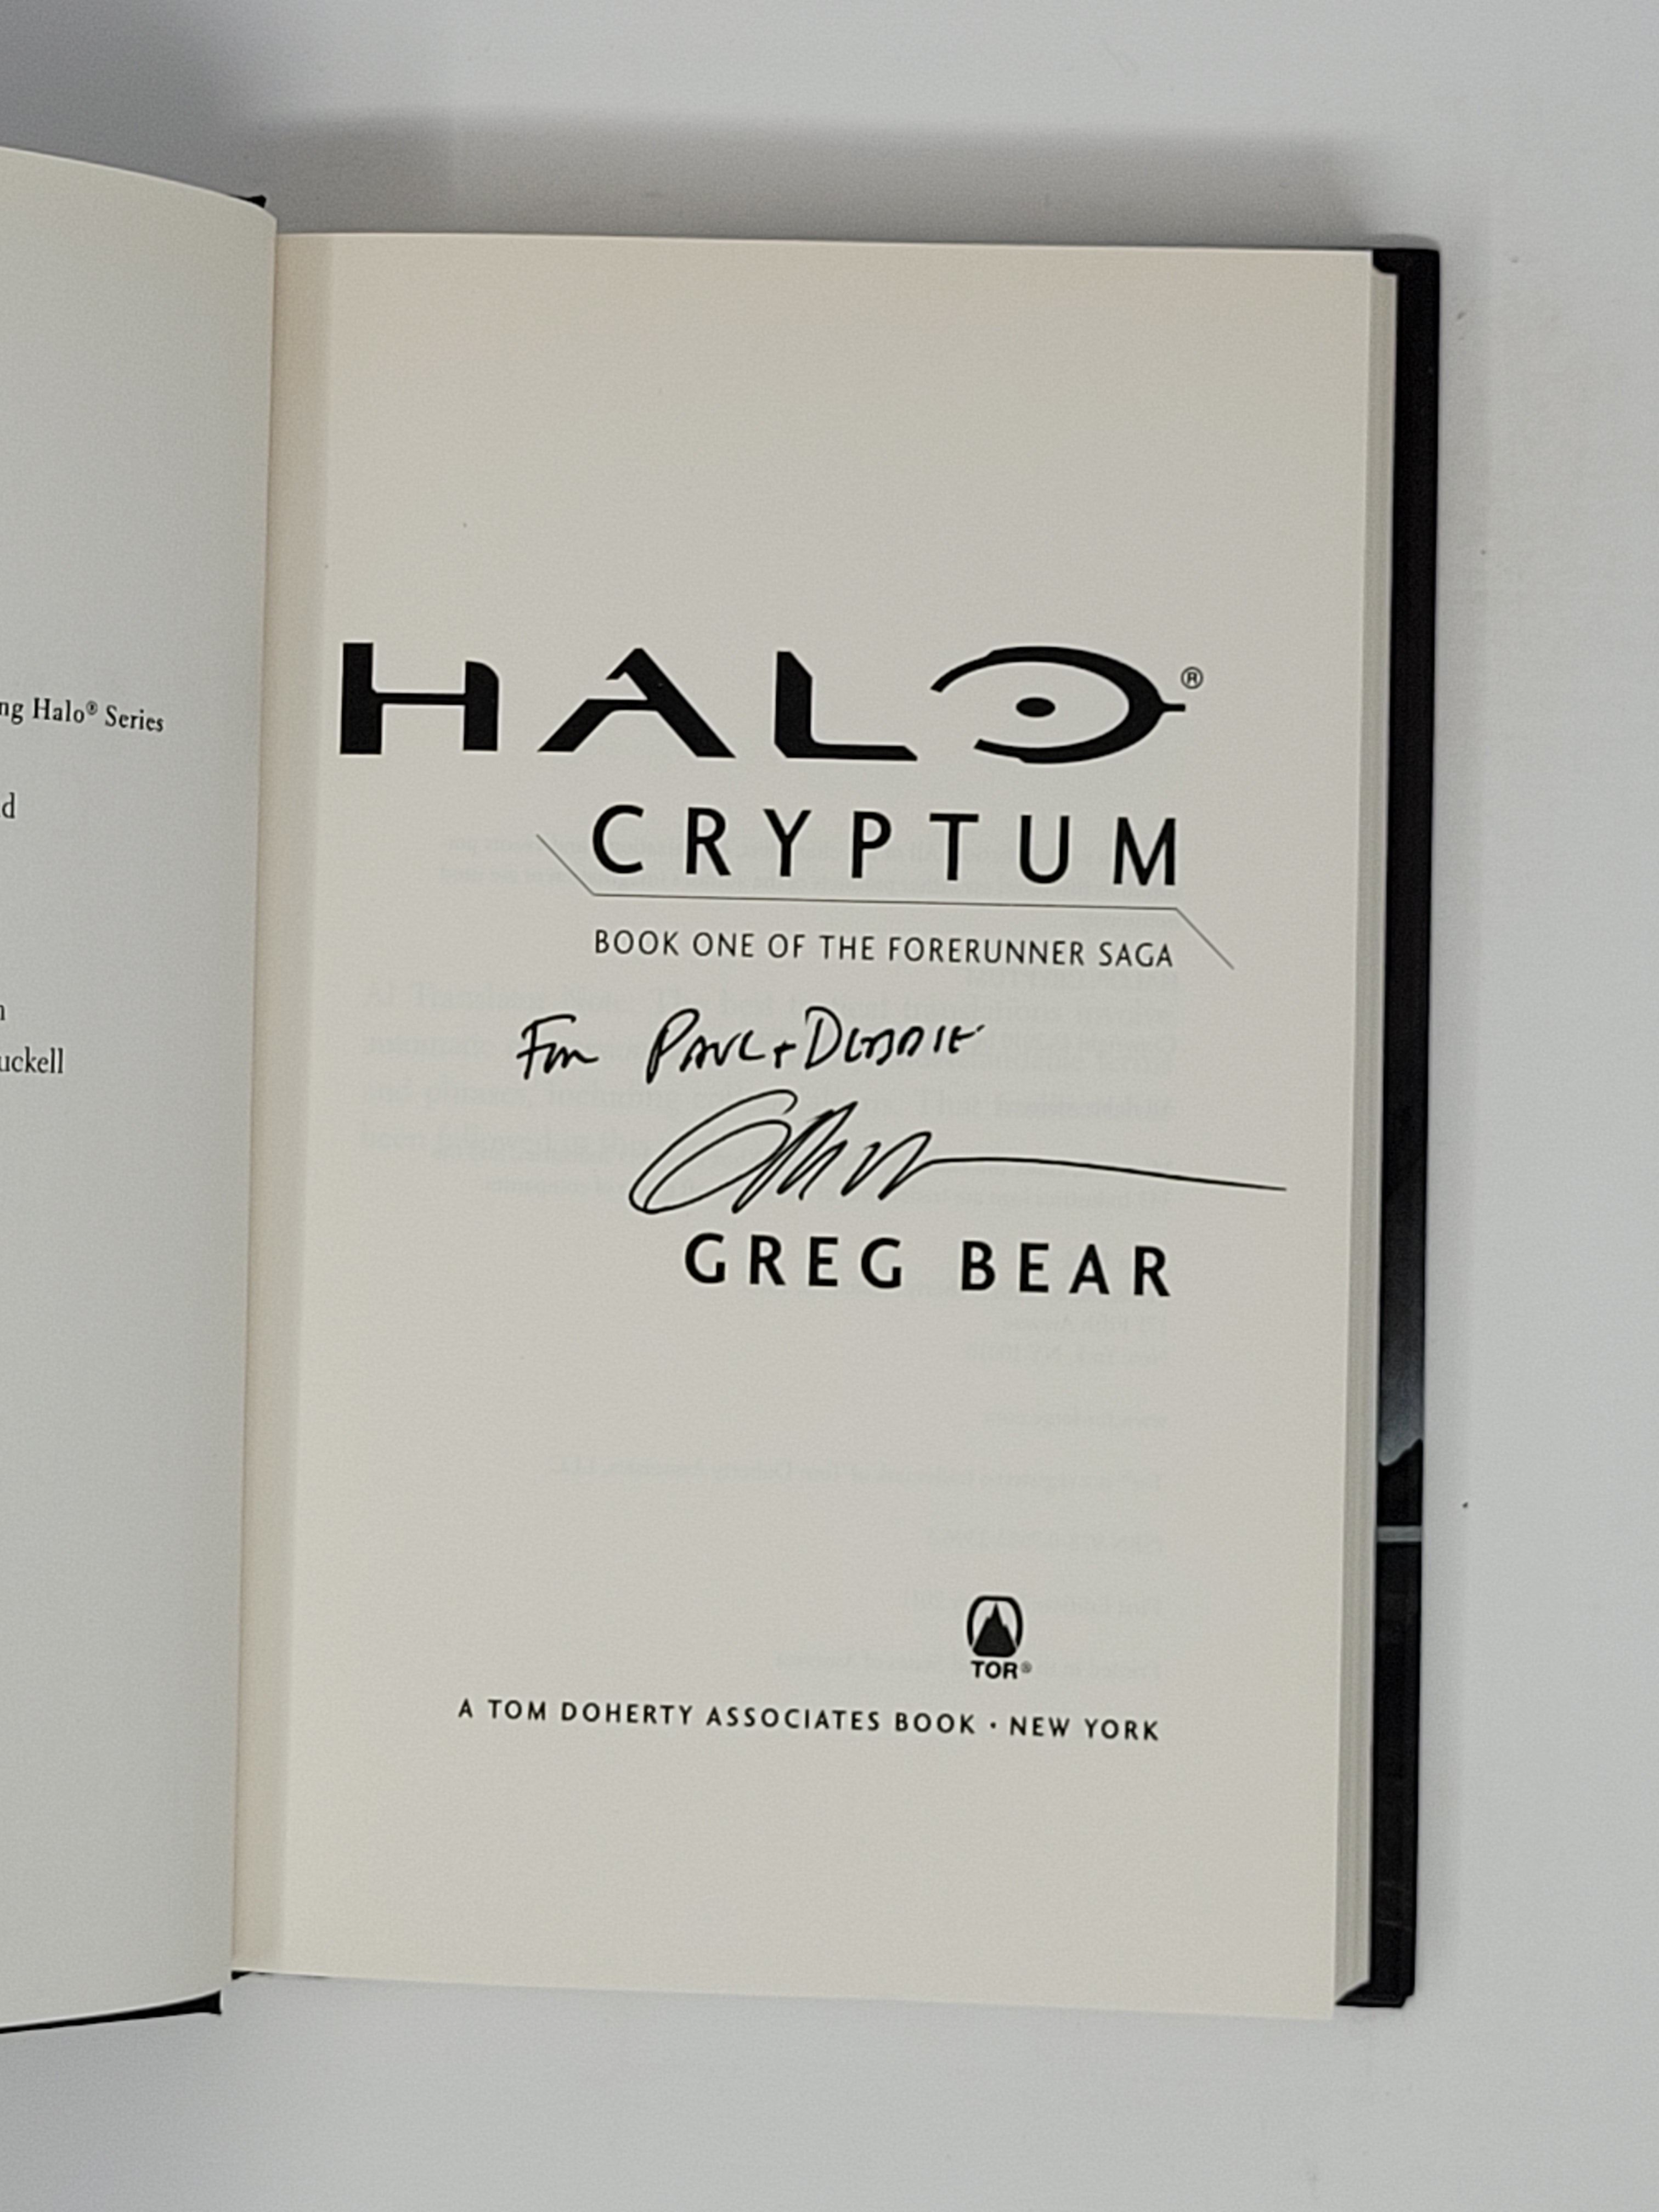 ng Halo® Series
d
n
uckell
HALO®
CRYPTUM
BOOK ONE OF THE FORERUNNER SAGA
For Paul + Debbie
GREG BEAR
TOR®
A TOM DOHERTY ASSOCIATES BOOK · NEW YORK